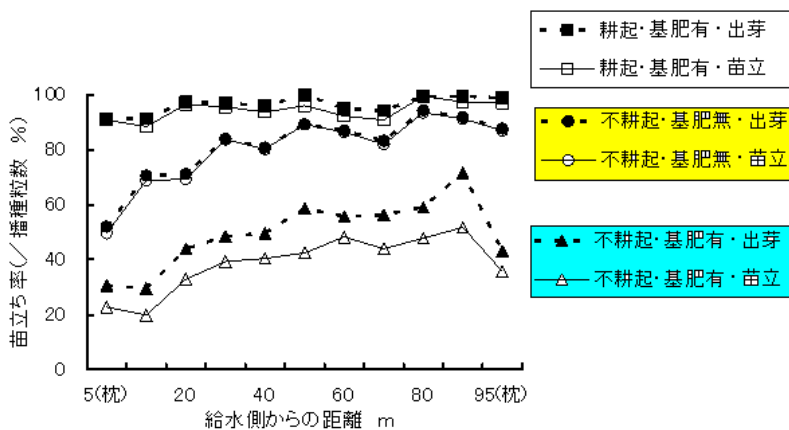 耕起・基肥有・出芽
耕起・基肥有・苗立
不耕起・基肥無・出芽
不耕起・基肥無・苗立
不耕起・基肥有・出芽
不耕起・基肥有・苗立
苗立ち率(／播種粒数 %)
100
80
60
40
20
0
5(枕) 20 40 60 80 95(枕)
給水側からの距離 m